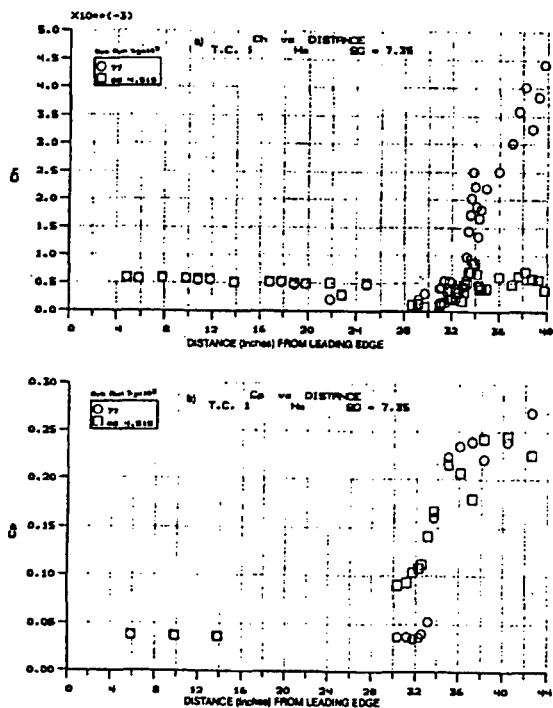 X10**(-3)
a) Ch vs DISTANCE
T.C. 1 He SG = 7.35
77
Ch
5.0
4.5
4.0
3.5
3.0
2.5
2.0
1.5
1.0
0.5
0.0
0 4 8 12 16 20 24 28 32 36 40
DISTANCE (Inches) FROM LEADING EDGE
b) Cp vs DISTANCE
T.C. 1 He SG = 7.35
77
Cp
0.30
0.25
0.20
0.15
0.10
0.05
0.00
0 4 8 12 16 20 24 28 32 36 40 44
DISTANCE (Inches) FROM LEADING EDGE